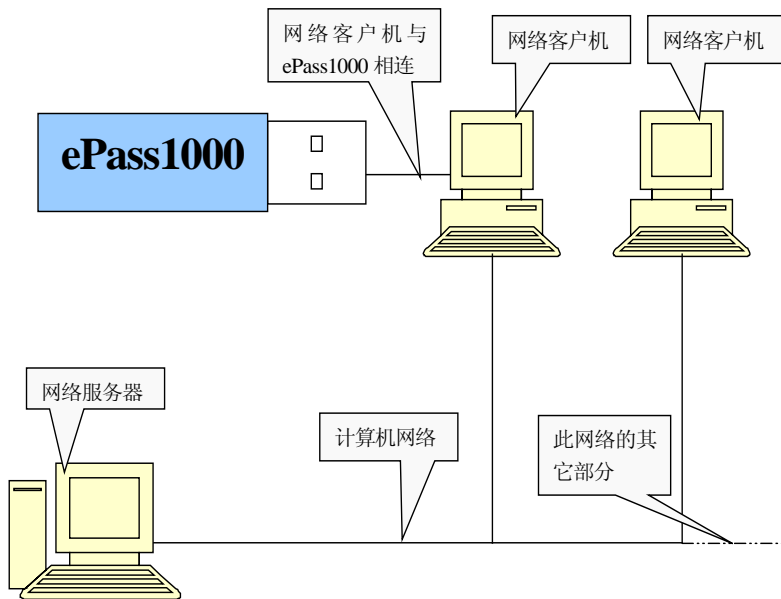 网络客户机与
ePass1000 相连
网络客户机
网络客户机
ePass1000
网络服务器
计算机网络
此网络的其
它部分